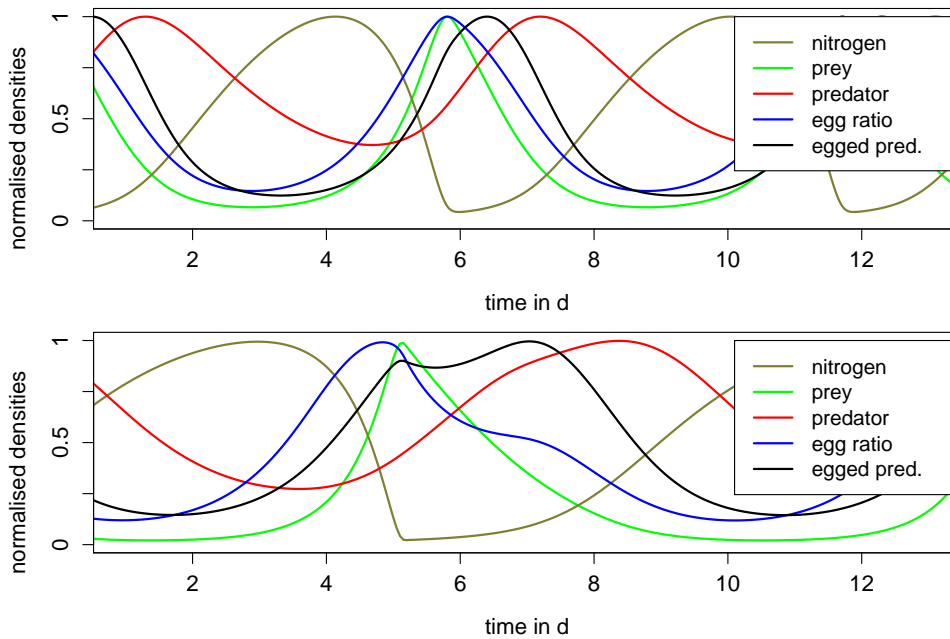 normalised densities
1
0.5
0
nitrogen
prey
predator
egg ratio
egged pred.
2
4
6
8
10
12
time in d
normalised densities
1
0.5
0
nitrogen
prey
predator
egg ratio
egged pred.
2
4
6
8
10
12
time in d